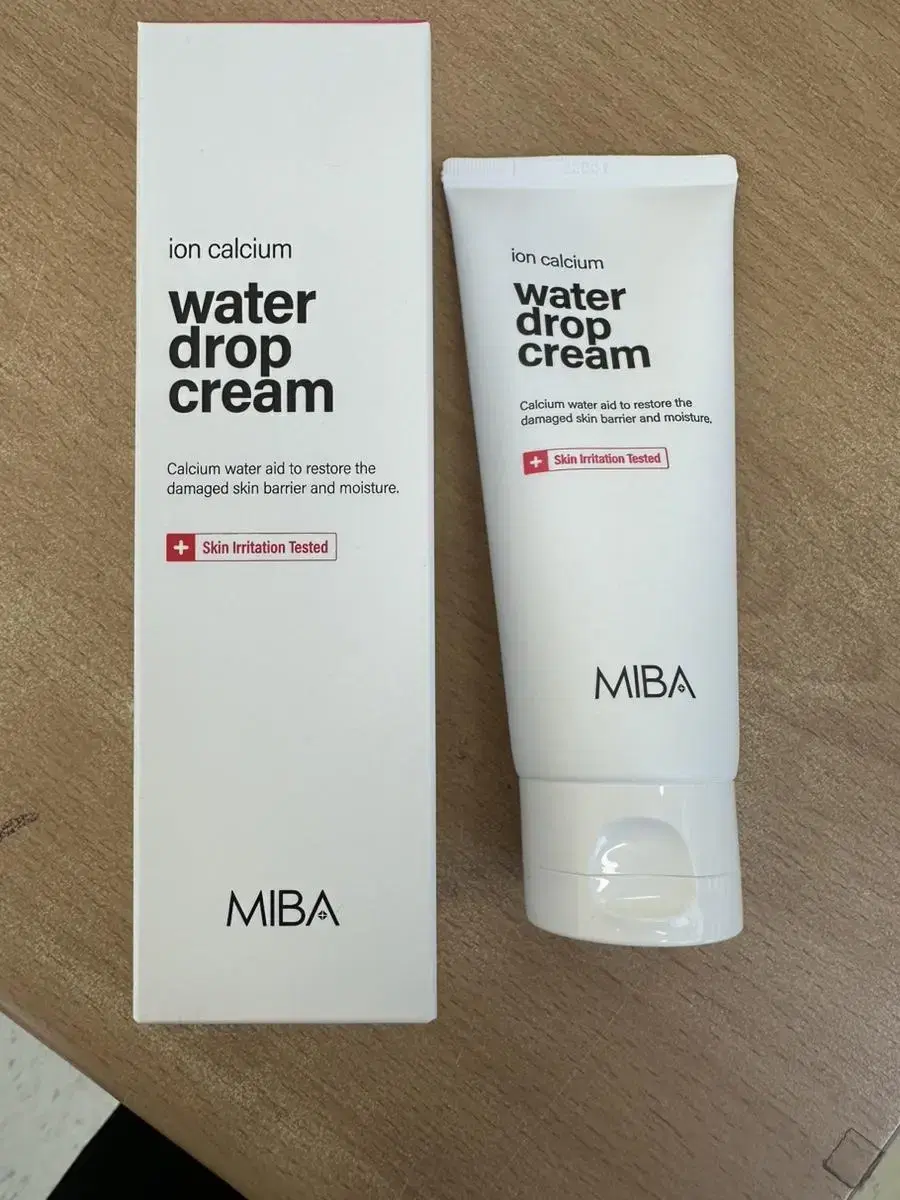 ion calcium
water
drop
cream
Calcium water aid to restore the
damaged skin barrier and moisture.
Skin Irritation Tested
MIBA
ion calcium
water
drop
cream
Calcium water aid to restore the
damaged skin barrier and moisture.
Skin Irritation Tested
MIBA